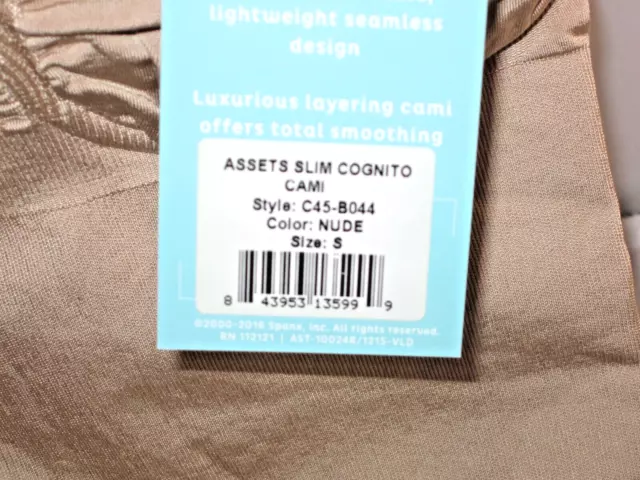 lightweight seamless
design
Luxurious layering cami
offers total smoothing
ASSETS SLIM COGNITO
CAMI
Style: C45-B044
Color: NUDE
Size: S
8 43953 13599 9
©2000-2016 Spanx, Inc. All rights reserved.
RN 112121 | AST-10024R/1215-VLD